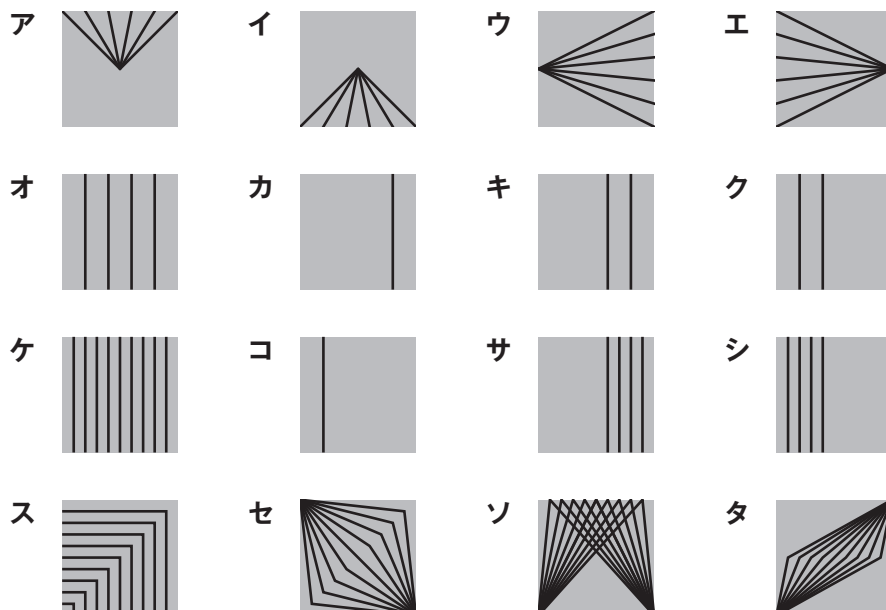 ア イ ウ エ
オ カ キ ク
ケ コ サ シ
ス セ ソ タ